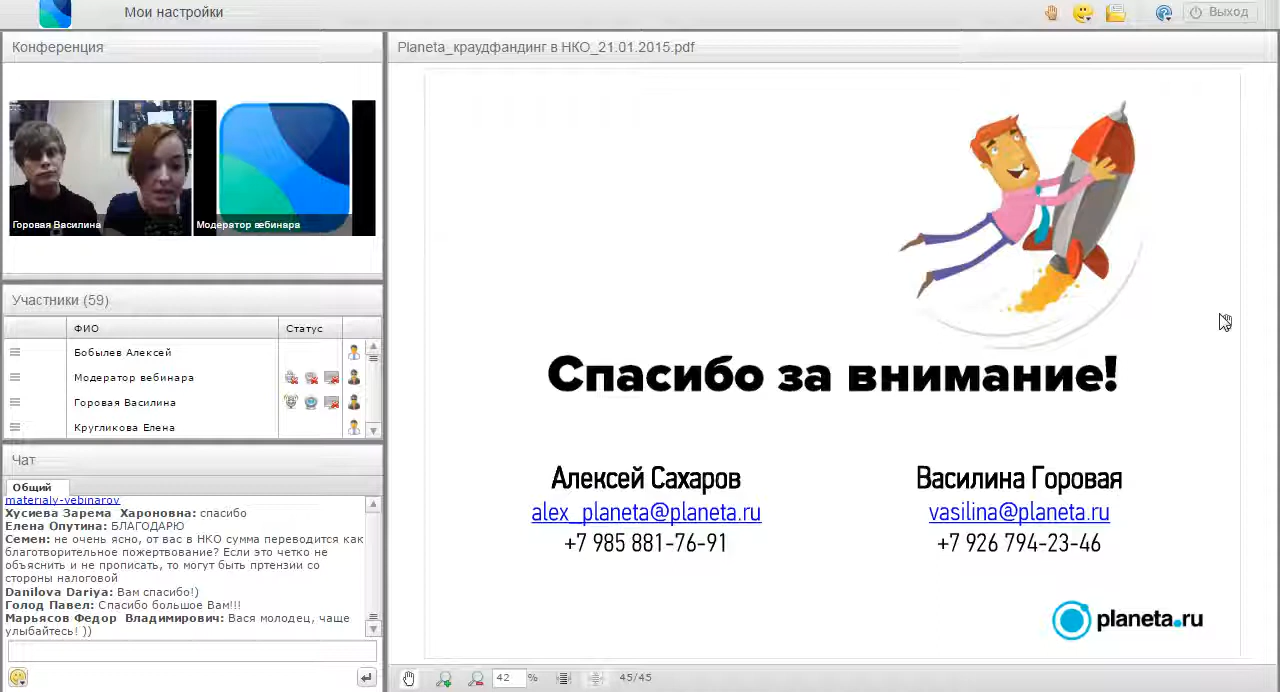 Мои настройки
Выход
Конференция
Горовая Василина
Модератор вебинара
Участники (59)
ФИО
Статус
Бобылев Алексей
Модератор вебинара
Горовая Василина
Кругликова Елена
Чат
Общий
materialy-vebinarov
Хусиева Зарема Хароновна: спасибо
Елена Опутина: БЛАГОДАРЮ
Семен: не очень ясно, от вас в НКО сумма переводится как
благотворительное пожертвование? Если это четко не
объяснить и не прописать, то могут быть пртензии со
стороны налоговой
Danilova Dariya: Вам спасибо!)
Голод Павел: Спасибо большое Вам!!!
Марьясов Федор Владимирович: Вася молодец, чаще
улыбайтесь! ))
Planeta_краудфандинг в НКО_21.01.2015.pdf
Спасибо за внимание!
Алексей Сахаров
alex_planeta@planeta.ru
+7 985 881-76-91
Василина Горовая
vasilina@planeta.ru
+7 926 794-23-46
planeta.ru
42 %
45/45